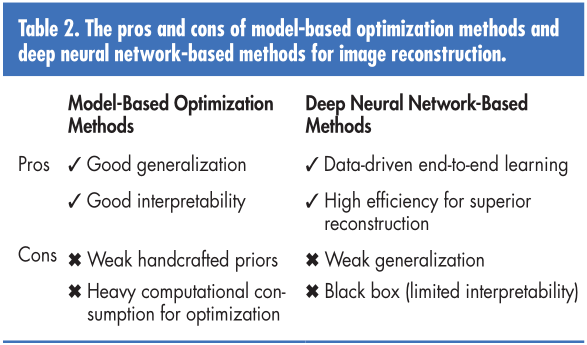 Table 2. The pros and cons of model-based optimization methods and
deep neural network-based methods for image reconstruction.
Model-Based Optimization
Methods
Deep Neural Network-Based
Methods
Pros
✓ Good generalization
✓ Data-driven end-to-end learning
✓ Good interpretability
✓ High efficiency for superior
reconstruction
Cons
✖ Weak handcrafted priors
✖ Weak generalization
✖ Heavy computational con-
sumption for optimization
✖ Black box (limited interpretability)